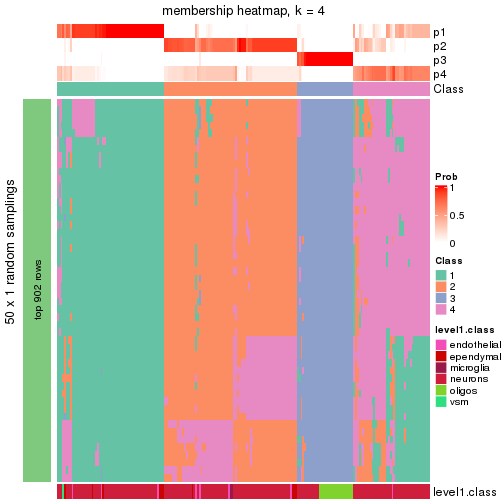 membership heatmap, k = 4
p1
p2
p3
p4
Class
50 x 1 random samplings
top 902 rows
Prob
1
0.5
0
Class
1
2
3
4
level1.class
endothelial
ependymal
microglia
neurons
oligos
vsm
level1.class